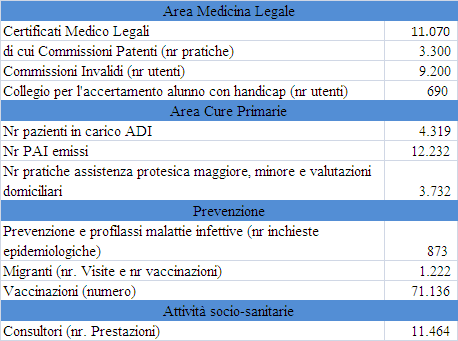 Area Medicina Legale
Certificati Medico Legali 11.070
di cui Commissioni Patenti (nr pratiche) 3.300
Commissioni Invalidi (nr utenti) 9.200
Collegio per l'accertamento alunno con handicap (nr utenti) 690
Area Cure Primarie
Nr pazienti in carico ADI 4.319
Nr PAI emissi 12.232
Nr pratiche assistenza protesica maggiore, minore e valutazioni
domiciliari 3.732
Prevenzione
Prevenzione e profilassi malattie infettive (nr inchieste
epidemiologiche) 873
Migranti (nr. Visite e nr vaccinazioni) 1.222
Vaccinazioni (numero) 71.136
Attività socio-sanitarie
Consultori (nr. Prestazioni) 11.464